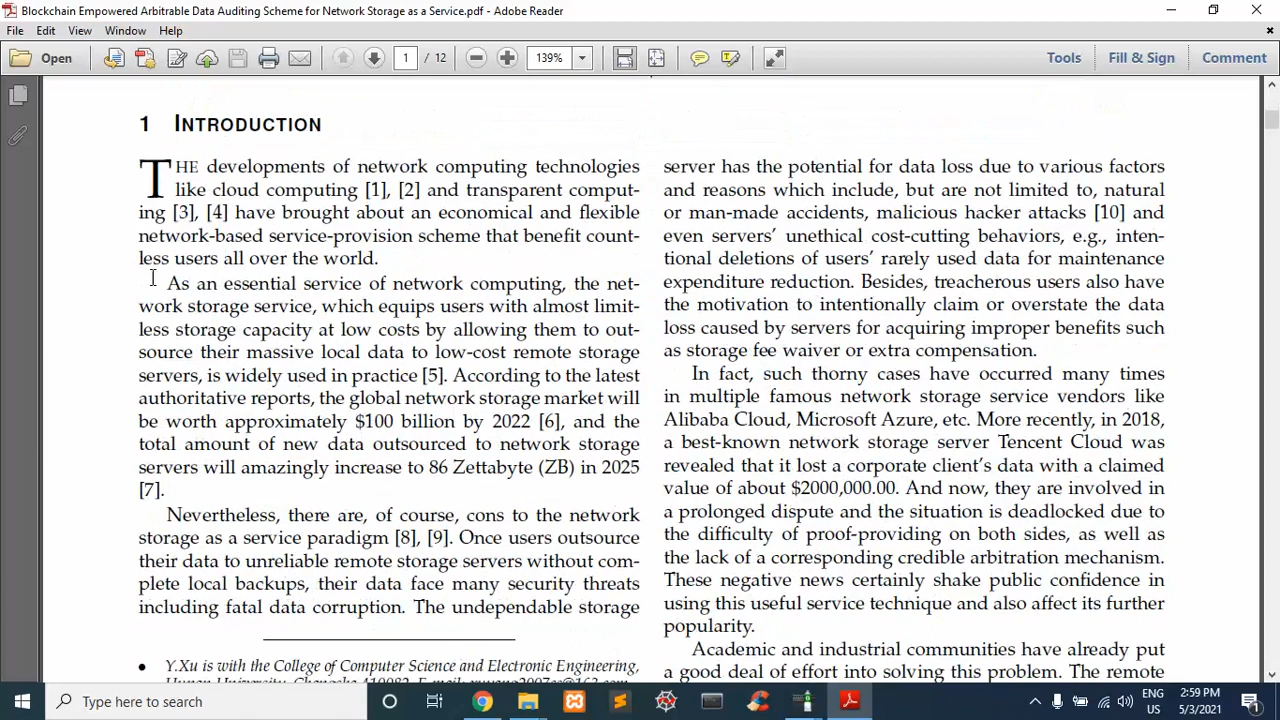 Blockchain Empowered Arbitrable Data Auditing Scheme for Network Storage as a Service.pdf - Adobe Reader
File Edit View Window Help
Open 1 / 12 139% Tools Fill & Sign Comment
1 INTRODUCTION
THE developments of network computing technologies
like cloud computing [1], [2] and transparent comput-
ing [3], [4] have brought about an economical and flexible
network-based service-provision scheme that benefit count-
less users all over the world.
As an essential service of network computing, the net-
work storage service, which equips users with almost limit-
less storage capacity at low costs by allowing them to out-
source their massive local data to low-cost remote storage
servers, is widely used in practice [5]. According to the latest
authoritative reports, the global network storage market will
be worth approximately $100 billion by 2022 [6], and the
total amount of new data outsourced to network storage
servers will amazingly increase to 86 Zettabyte (ZB) in 2025
[7].
Nevertheless, there are, of course, cons to the network
storage as a service paradigm [8], [9]. Once users outsource
their data to unreliable remote storage servers without com-
plete local backups, their data face many security threats
including fatal data corruption. The undependable storage
• Y.Xu is with the College of Computer Science and Electronic Engineering,
server has the potential for data loss due to various factors
and reasons which include, but are not limited to, natural
or man-made accidents, malicious hacker attacks [10] and
even servers' unethical cost-cutting behaviors, e.g., inten-
tional deletions of users' rarely used data for maintenance
expenditure reduction. Besides, treacherous users also have
the motivation to intentionally claim or overstate the data
loss caused by servers for acquiring improper benefits such
as storage fee waiver or extra compensation.
In fact, such thorny cases have occurred many times
in multiple famous network storage service vendors like
Alibaba Cloud, Microsoft Azure, etc. More recently, in 2018,
a best-known network storage server Tencent Cloud was
revealed that it lost a corporate client's data with a claimed
value of about $2000,000.00. And now, they are involved in
a prolonged dispute and the situation is deadlocked due to
the difficulty of proof-providing on both sides, as well as
the lack of a corresponding credible arbitration mechanism.
These negative news certainly shake public confidence in
using this useful service technique and also affect its further
popularity.
Academic and industrial communities have already put
a good deal of effort into solving this problem. The remote
Type here to search
ENG
US
2:59 PM
5/3/2021
1